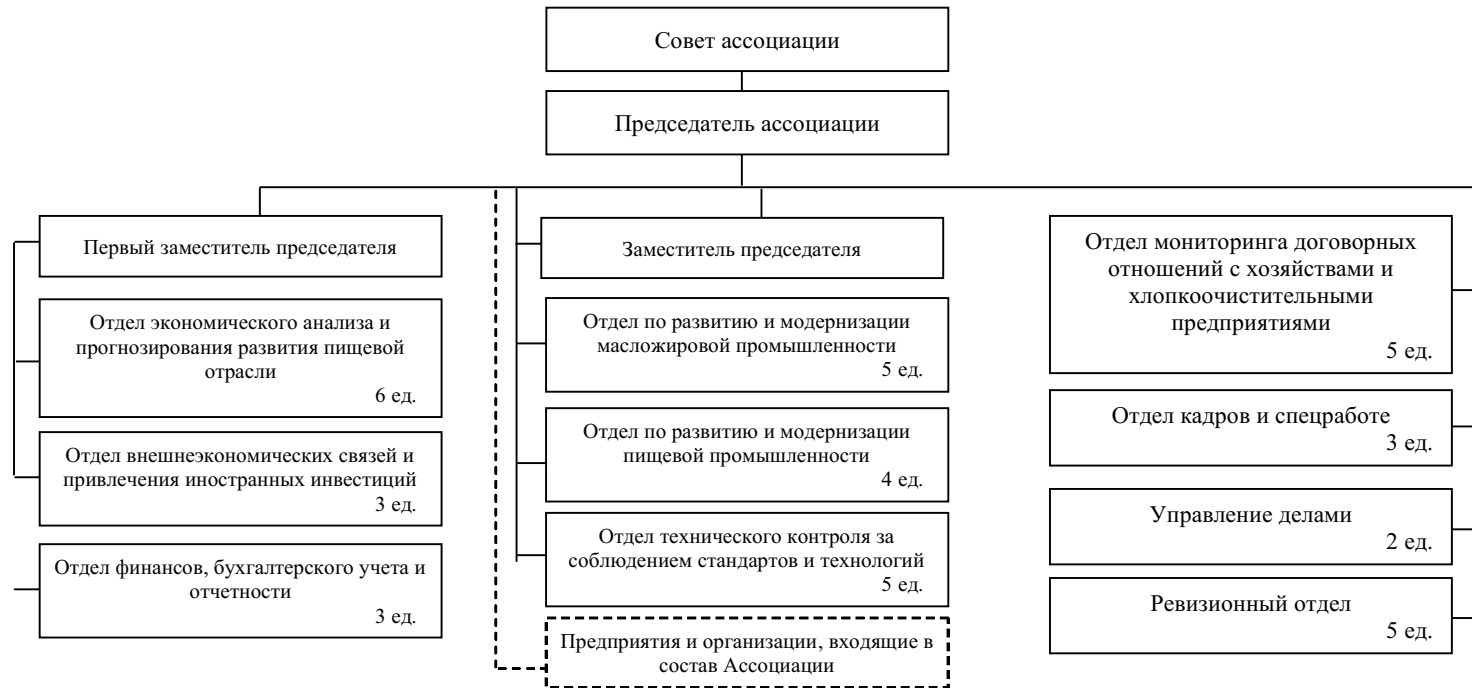 Совет ассоциации
Председатель ассоциации
Первый заместитель председателя
Отдел экономического анализа и
прогнозирования развития пищевой
отрасли
6 ед.
Отдел внешнеэкономических связей и
привлечения иностранных инвестиций
3 ед.
Отдел финансов, бухгалтерского учета и
отчетности
3 ед.
Заместитель председателя
Отдел по развитию и модернизации
масложировой промышленности
5 ед.
Отдел по развитию и модернизации
пищевой промышленности
4 ед.
Отдел технического контроля за
соблюдением стандартов и технологий
5 ед.
Предприятия и организации, входящие в
состав Ассоциации
Отдел мониторинга договорных
отношений с хозяйствами и
хлопкоочистительными
предприятиями
5 ед.
Отдел кадров и спецработе
3 ед.
Управление делами
2 ед.
Ревизионный отдел
5 ед.